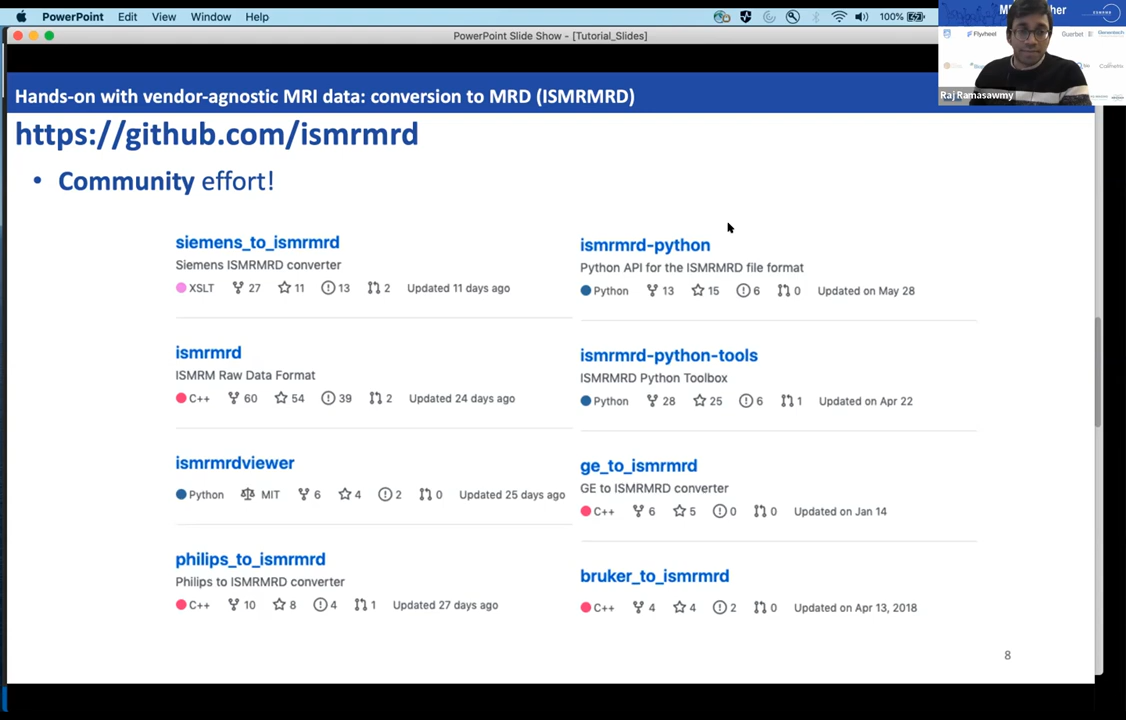 PowerPoint Edit View Window Help 100%
PowerPoint Slide Show - [Tutorial_Slides]
Flywheel Guerbet
Raj Ramasawmy
Hands-on with vendor-agnostic MRI data: conversion to MRD (ISMRMRD)
https://github.com/ismrmrd
• Community effort!
siemens_to_ismrmrd
Siemens ISMRMRD converter
XSLT 27 11 13 2 Updated 11 days ago
ismrmrd
ISMRM Raw Data Format
C++ 60 54 39 2 Updated 24 days ago
ismrmrdviewer
Python MIT 6 4 2 0 Updated 25 days ago
philips_to_ismrmrd
Philips to ISMRMRD converter
C++ 10 8 4 1 Updated 27 days ago
ismrmrd-python
Python API for the ISMRMRD file format
Python 13 15 6 0 Updated on May 28
ismrmrd-python-tools
ISMRMRD Python Toolbox
Python 28 25 6 1 Updated on Apr 22
ge_to_ismrmrd
GE to ISMRMRD converter
C++ 6 5 0 0 Updated on Jan 14
bruker_to_ismrmrd
C++ 4 4 2 0 Updated on Apr 13, 2018
8